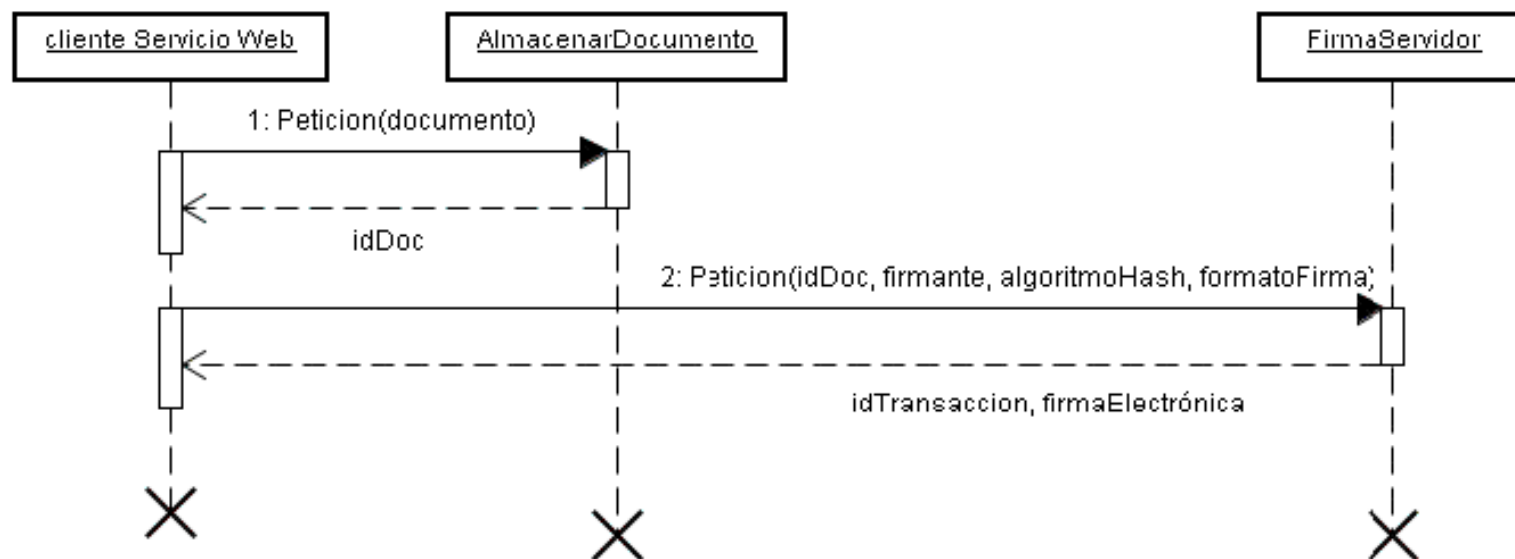 cliente Servicio Web
AlmacenarDocumento
FirmaServidor
1: Peticion(documento)
idDoc
2: Peticion(idDoc, firmante, algoritmoHash, formatoFirma)
idTransaccion, firmaElectrónica